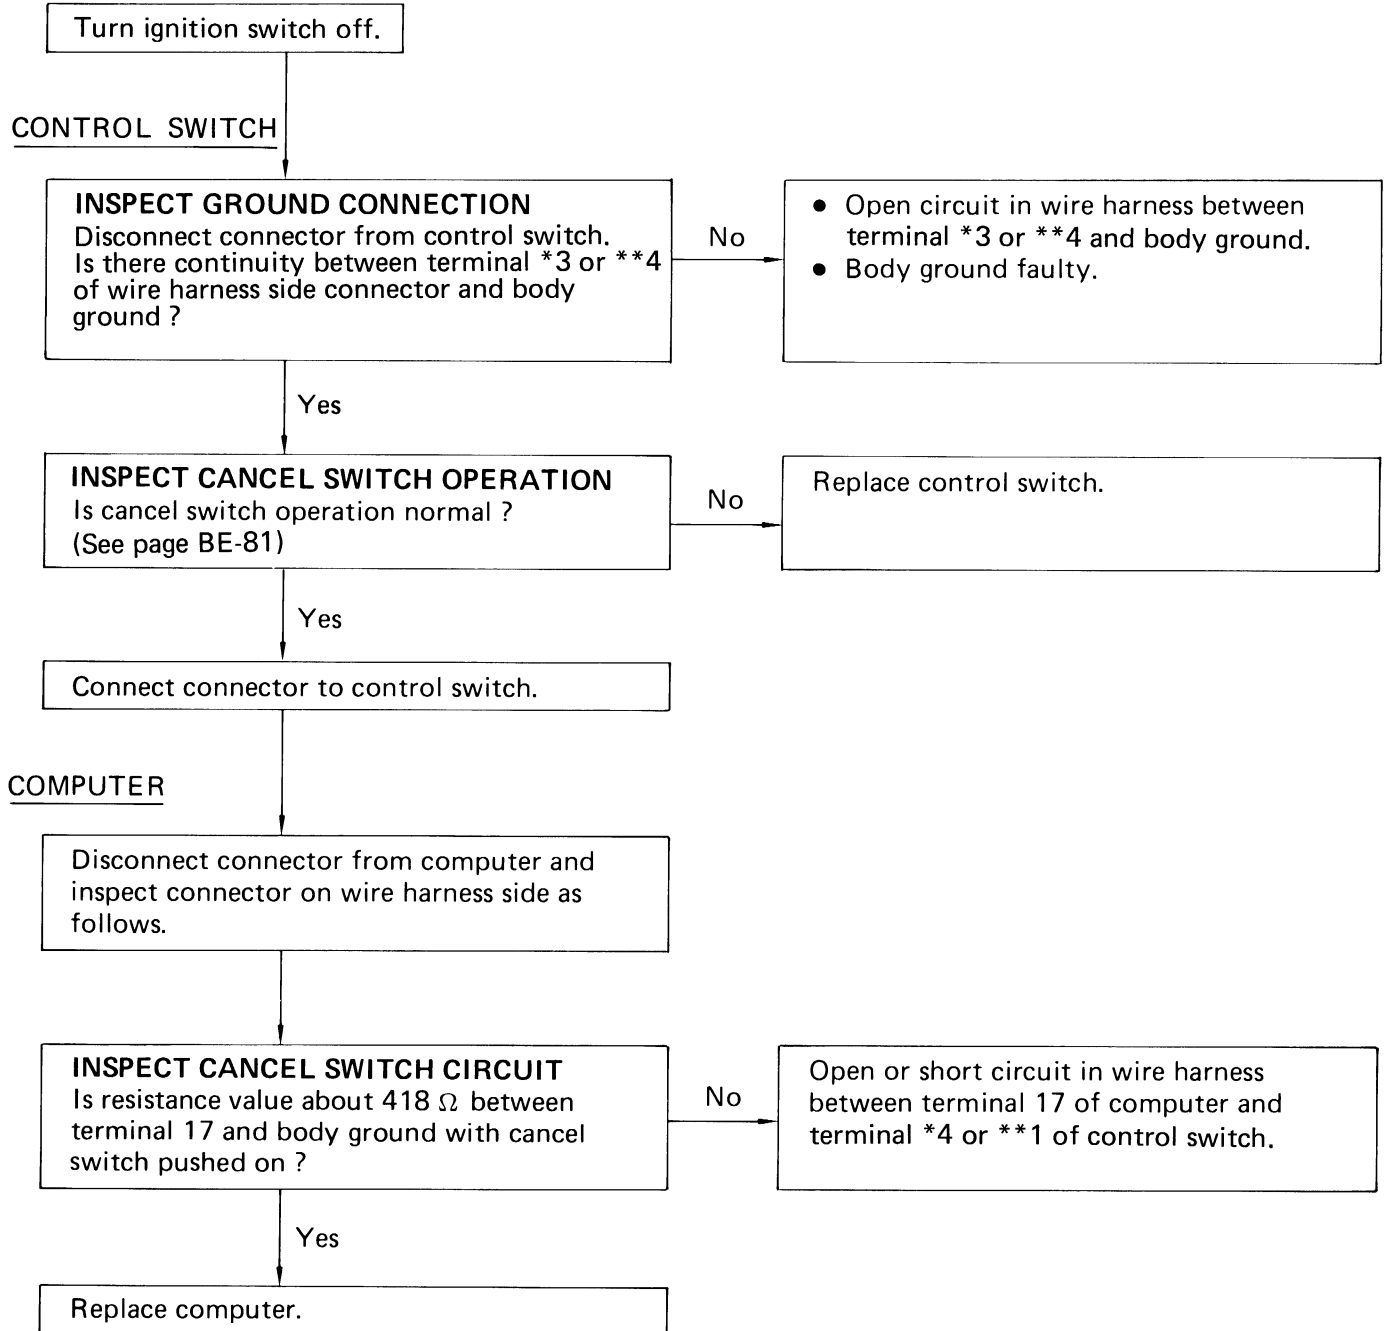 Turn ignition switch off.
CONTROL SWITCH
INSPECT GROUND CONNECTION
Disconnect connector from control switch.
Is there continuity between terminal *3 or **4
of wire harness side connector and body
ground ?
No
● Open circuit in wire harness between
terminal *3 or **4 and body ground.
● Body ground faulty.
Yes
INSPECT CANCEL SWITCH OPERATION
Is cancel switch operation normal ?
(See page BE-81)
No
Replace control switch.
Yes
Connect connector to control switch.
COMPUTER
Disconnect connector from computer and
inspect connector on wire harness side as
follows.
INSPECT CANCEL SWITCH CIRCUIT
Is resistance value about 418 Ω between
terminal 17 and body ground with cancel
switch pushed on ?
No
Open or short circuit in wire harness
between terminal 17 of computer and
terminal *4 or **1 of control switch.
Yes
Replace computer.